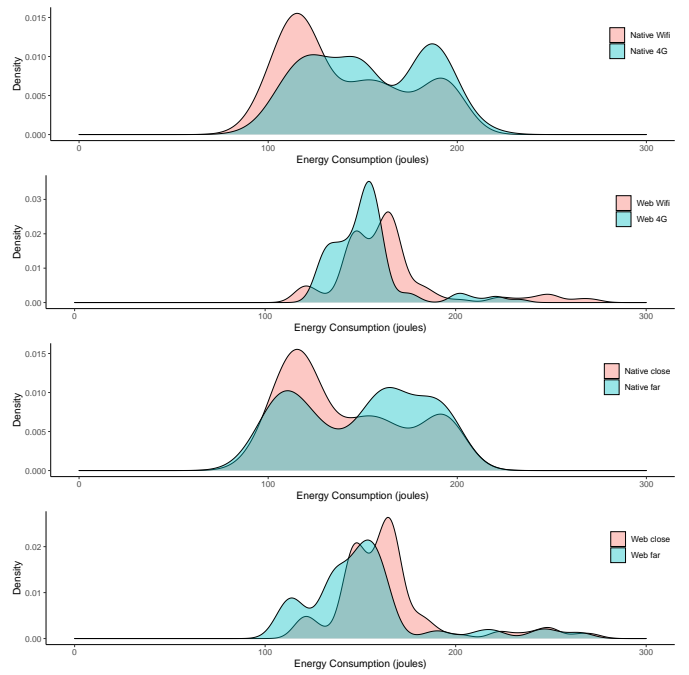 0.015
0.010
0.005
0.000
Density
0
100
200
300
Energy Consumption (joules)
Native Wifi
Native 4G
0.03
0.02
0.01
0.00
Density
0
100
200
300
Energy Consumption (joules)
Web Wifi
Web 4G
0.015
0.010
0.005
0.000
Density
0
100
200
300
Energy Consumption (joules)
Native close
Native far
0.02
0.01
0.00
Density
0
100
200
300
Energy Consumption (joules)
Web close
Web far